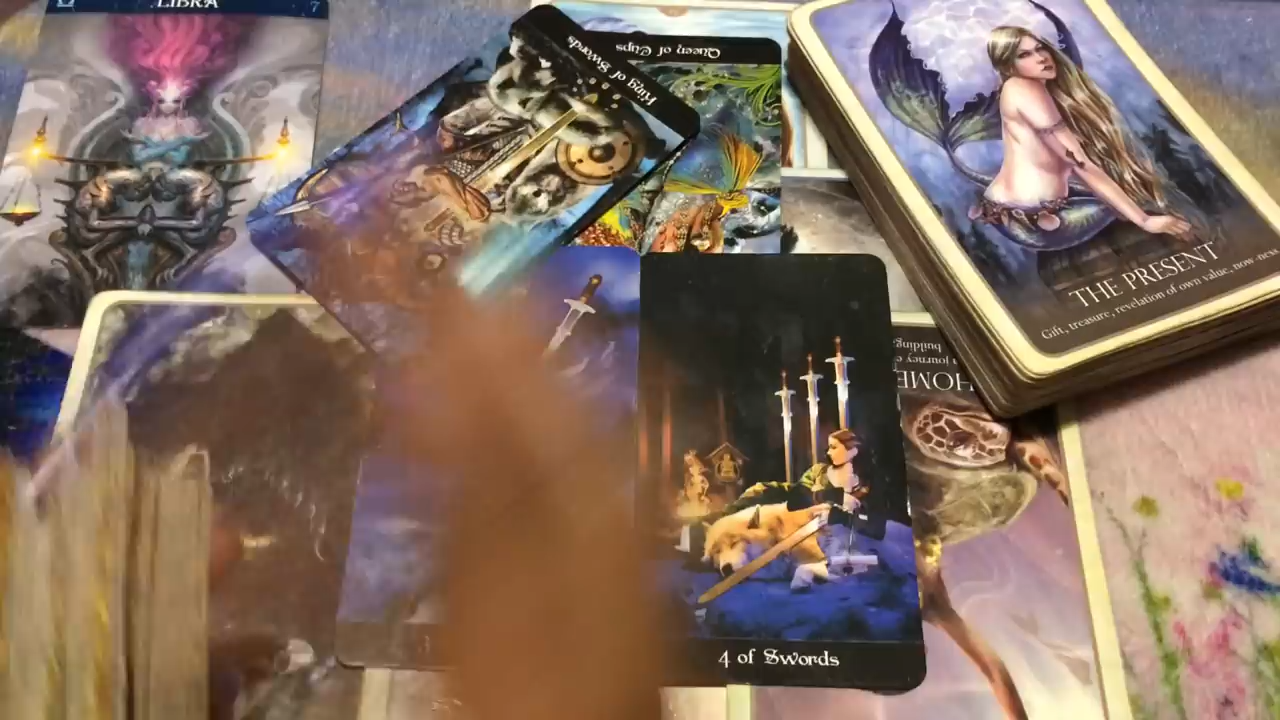 LIBRA
7
King of Swords
Queen of Cups
THE PRESENT
Gift, treasure, revelation of own value, now-ness
HOME
journey
building
4 of Swords